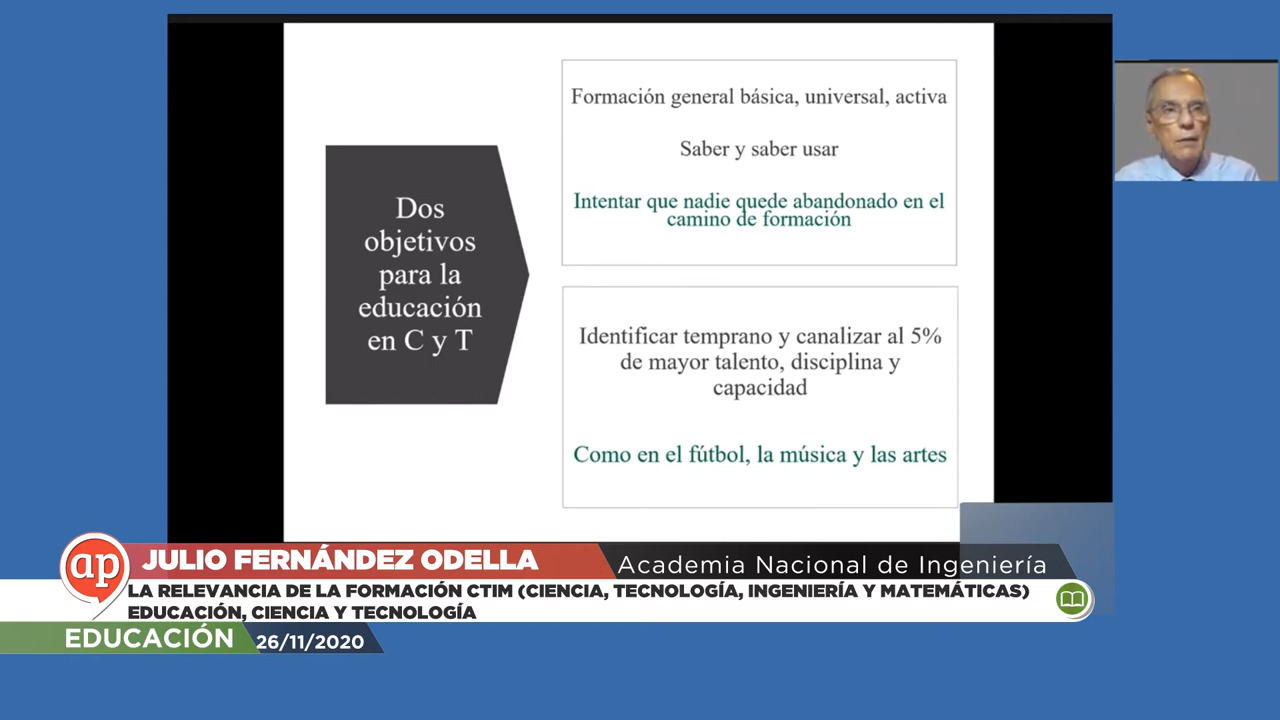 Dos
objetivos
para la
educación
en C y T
Formación general básica, universal, activa
Saber y saber usar
Intentar que nadie quede abandonado en el
camino de formación
Identificar temprano y canalizar al 5%
de mayor talento, disciplina y
capacidad
Como en el fútbol, la música y las artes
ap
JULIO FERNÁNDEZ ODELLA
Academia Nacional de Ingeniería
LA RELEVANCIA DE LA FORMACIÓN CTIM (CIENCIA, TECNOLOGÍA, INGENIERÍA Y MATEMÁTICAS)
EDUCACIÓN, CIENCIA Y TECNOLOGÍA
EDUCACIÓN
26/11/2020